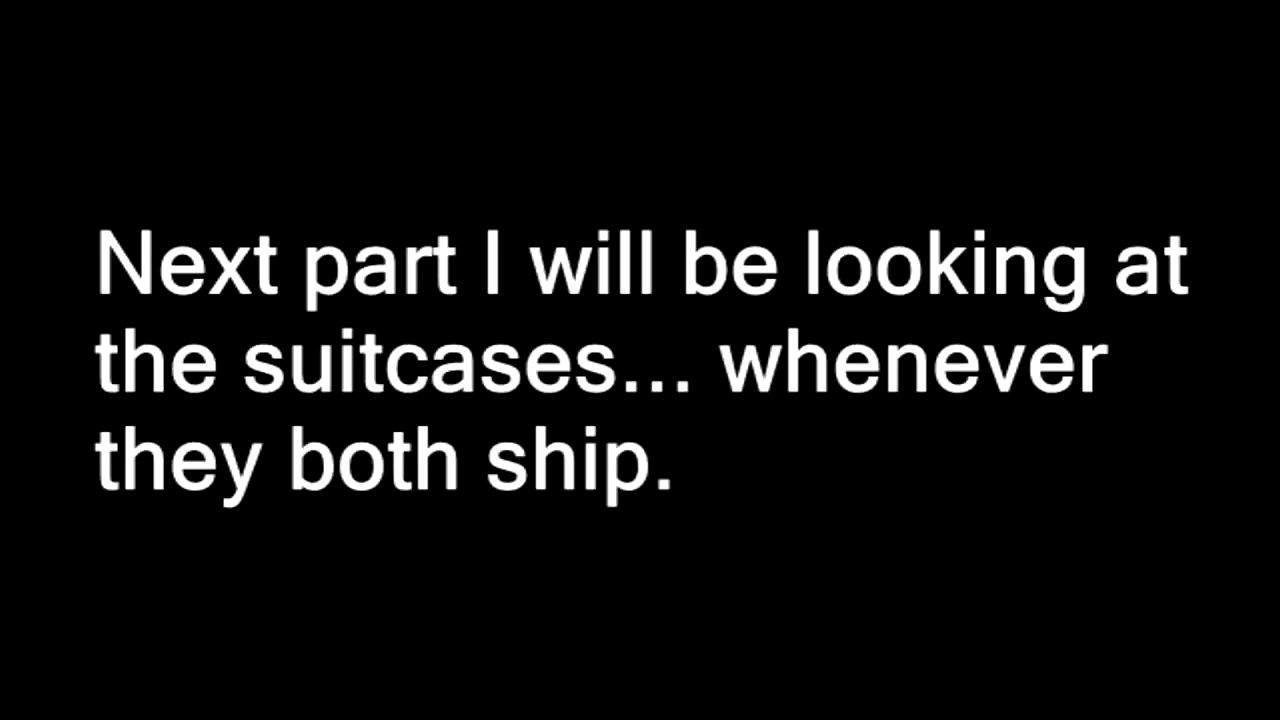 Next part I will be looking at
the suitcases... whenever
they both ship.